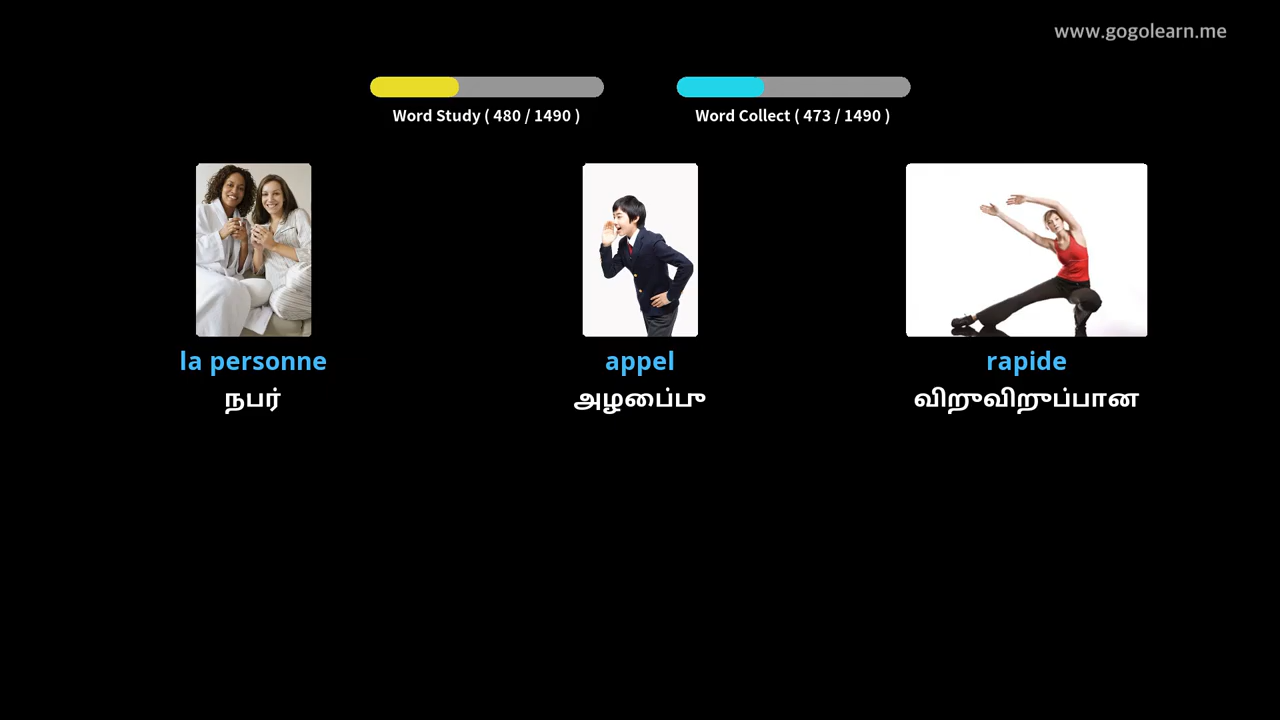 www.gogolearn.me
Word Study ( 480 / 1490 )
Word Collect ( 473 / 1490 )
la personne
appel
rapide
நபர்
அழைப்பு
விறுவிறுப்பான